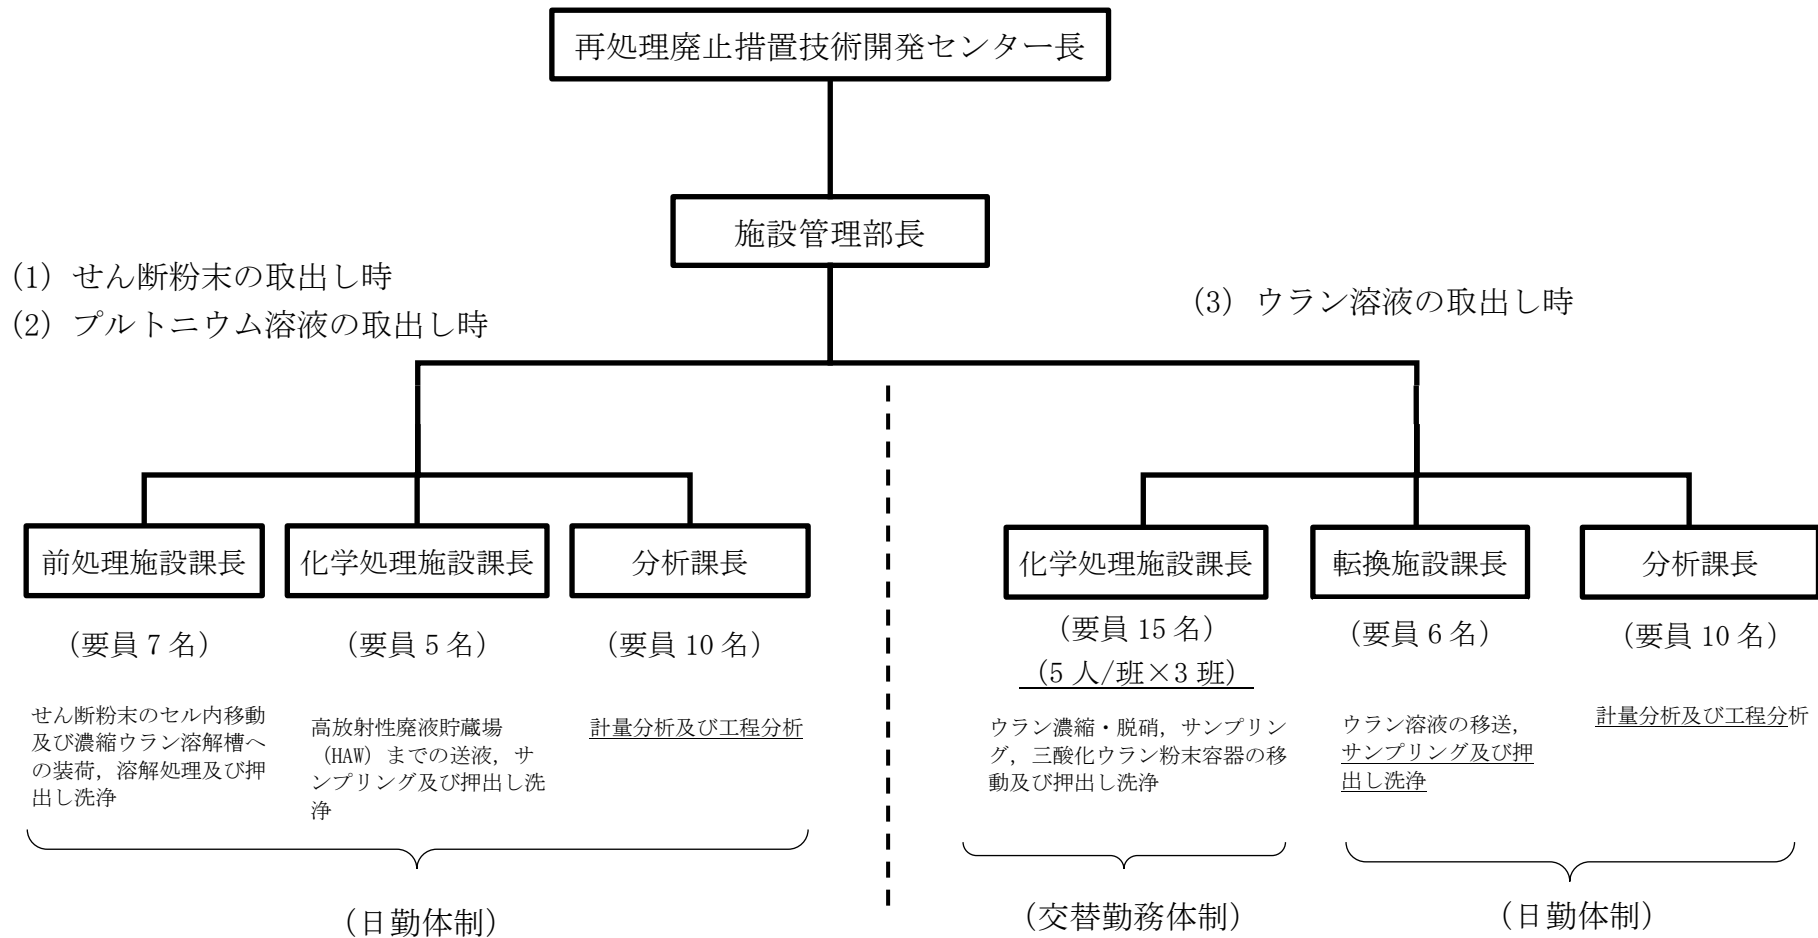 再処理廃止措置技術開発センター長
施設管理部長
(1) せん断粉末の取出し時
(2) プルトニウム溶液の取出し時
(3) ウラン溶液の取出し時
前処理施設課長
(要員 7 名)
せん断粉末のセル内移動
及び濃縮ウラン溶解槽へ
の装荷，溶解処理及び押
出し洗浄
化学処理施設課長
(要員 5 名)
高放射性廃液貯蔵場
(HAW) までの送液，サ
ンプリング及び押出し洗
浄
分析課長
(要員 10 名)
計量分析及び工程分析
(日勤体制)
化学処理施設課長
(要員 15 名)
(5 人/班×3 班)
ウラン濃縮・脱硝，サンプリン
グ，三酸化ウラン粉末容器の移
動及び押出し洗浄
(交替勤務体制)
転換施設課長
(要員 6 名)
ウラン溶液の移送，
サンプリング及び押
出し洗浄
分析課長
(要員 10 名)
計量分析及び工程分析
(日勤体制)